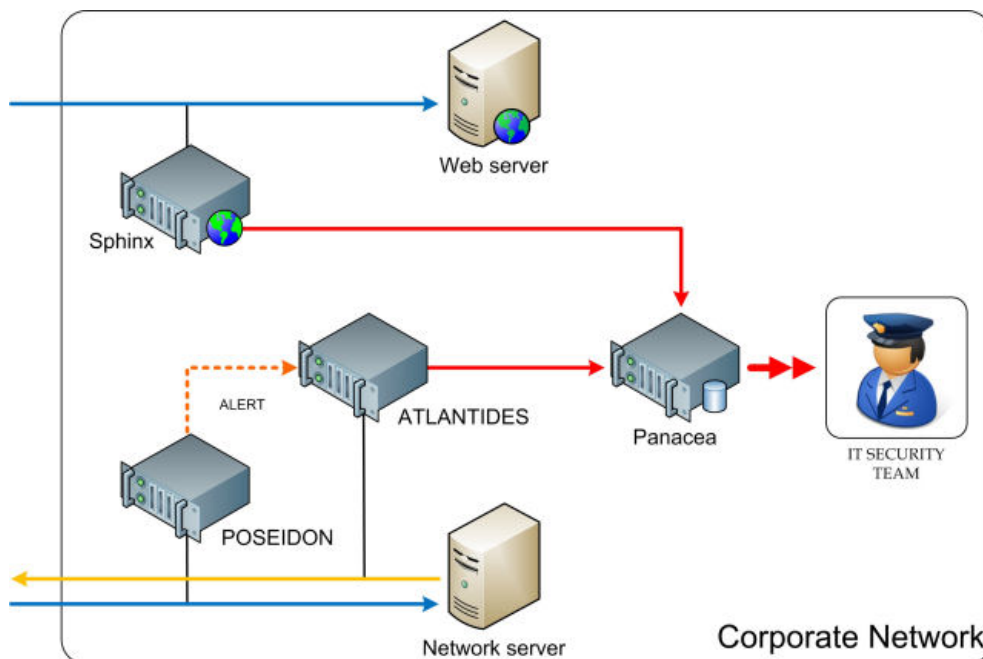 Web server
Sphinx
ALERT
ATLANTIDES
Panacea
IT SECURITY
TEAM
POSEIDON
Network server
Corporate Network